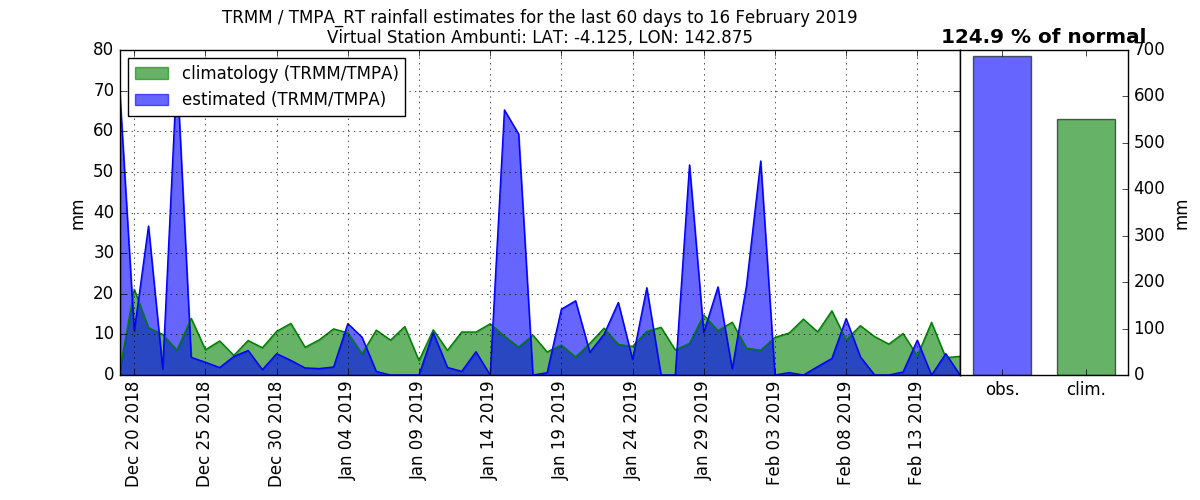 TRMM / TMPA_RT rainfall estimates for the last 60 days to 16 February 2019
Virtual Station Ambunti: LAT: -4.125, LON: 142.875
124.9 % of normal
climatology (TRMM/TMPA)
estimated (TRMM/TMPA)
80
70
60
50
40
30
20
10
0
mm
Dec 20 2018
Dec 25 2018
Dec 30 2018
Jan 04 2019
Jan 09 2019
Jan 14 2019
Jan 19 2019
Jan 24 2019
Jan 29 2019
Feb 03 2019
Feb 08 2019
Feb 13 2019
obs.
clim.
700
600
500
400
300
200
100
0
mm